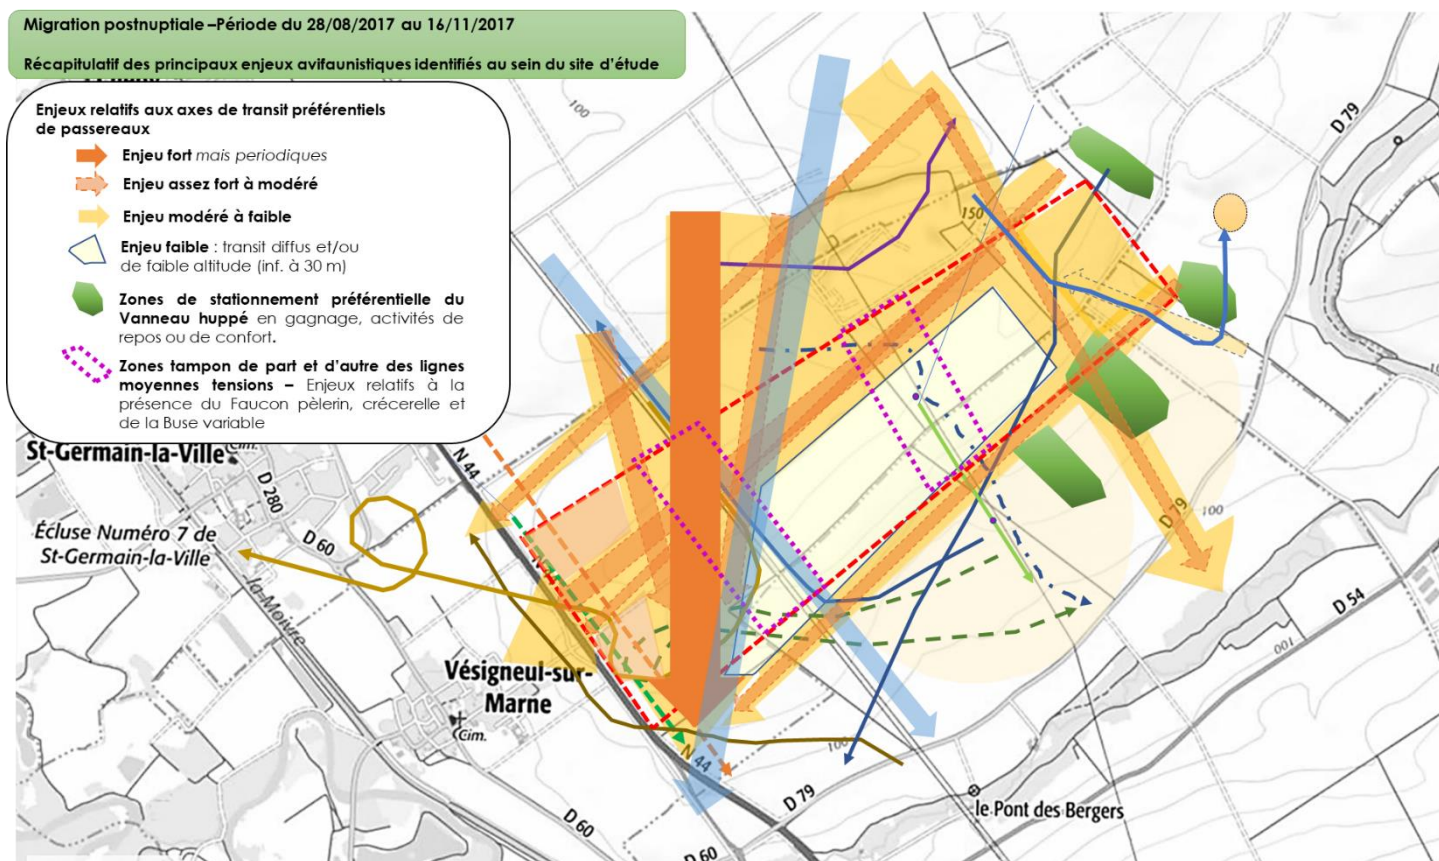 Migration postnuptiale –Période du 28/08/2017 au 16/11/2017
Récapitulatif des principaux enjeux avifaunistiques identifiés au sein du site d'étude
Enjeux relatifs aux axes de transit préférentiels
de passereaux
Enjeu fort mais periodiques
Enjeu assez fort à modéré
Enjeu modéré à faible
Enjeu faible : transit diffus et/ou
de faible altitude (inf. à 30 m)
Zones de stationnement préférentielle du
Vanneau huppé en gagnage, activités de
repos ou de confort.
Zones tampon de part et d'autre des lignes
moyennes tensions – Enjeux relatifs à la
présence du Faucon pèlerin, crécerelle et
de la Buse variable
100
D 79
150
St-Germain-la-Ville
Cim.
N 44
D 280
D 60
Écluse Numéro 7 de
St-Germain-la-Ville
la Moivre
D 79
100
D 54
001
Vésigneul-sur-
Marne
Cim.
N 44
100
D 79
le Pont des Bergers
D 60
D 60